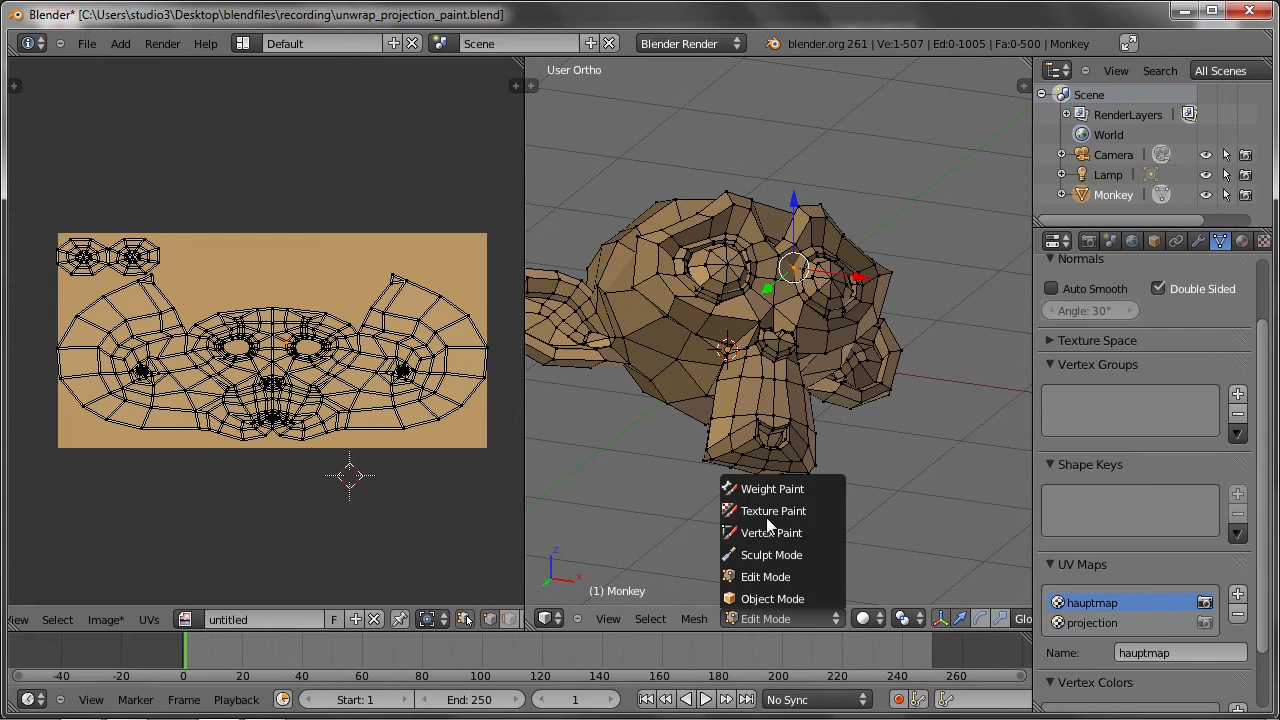 Blender* [C:\Users\studio3\Desktop\blendfiles\recording\unwrap_projection_paint.blend]
File Add Render Help Default Scene Blender Render blender.org 261 | Ve:1-507 | Ed:0-1005 | Fa:0-500 | Monkey
User Ortho
View Search All Scenes
Scene
RenderLayers
World
Camera
Lamp
Monkey
Normals
Auto Smooth Double Sided
Angle: 30°
Texture Space
Vertex Groups
Shape Keys
UV Maps
hauptmap
projection
Name: hauptmap
Vertex Colors
Weight Paint
Texture Paint
Vertex Paint
Sculpt Mode
Edit Mode
Object Mode
z
x
(1) Monkey
iew Select Image* UVs untitled F
View Select Mesh Edit Mode Glo
-40 -20 0 20 40 60 80 100 120 140 160 180 200 220 240 260
View Marker Frame Playback Start: 1 End: 250 1 No Sync